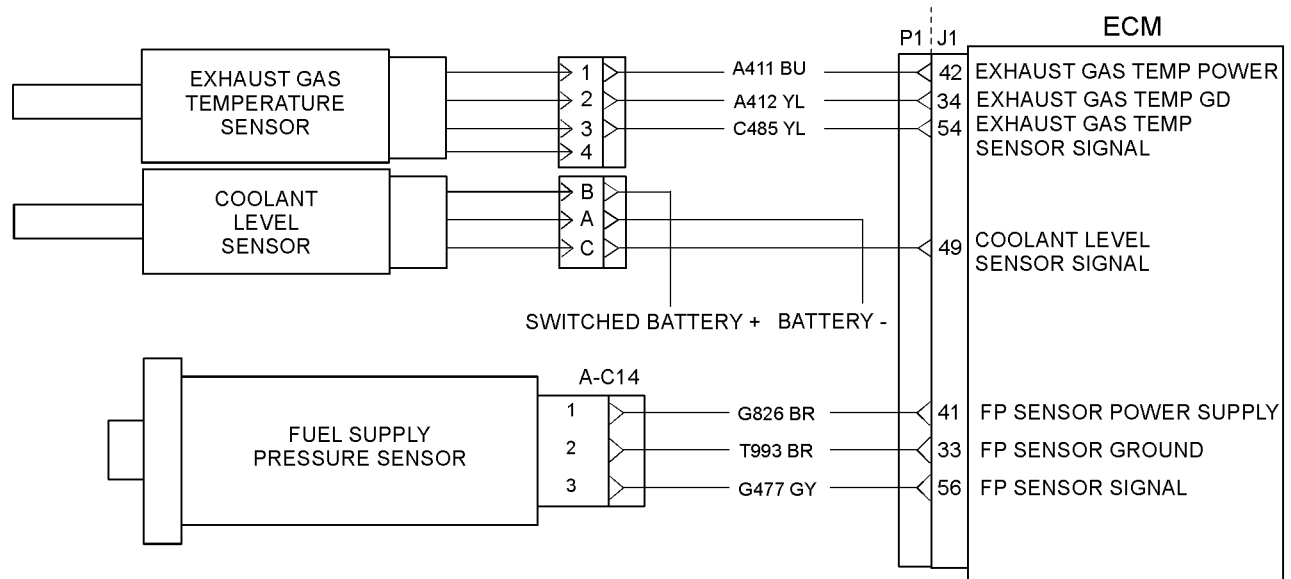 ECM
P1 J1
EXHAUST GAS
TEMPERATURE
SENSOR
1 A411 BU 42 EXHAUST GAS TEMP POWER
2 A412 YL 34 EXHAUST GAS TEMP GD
3 C485 YL 54 EXHAUST GAS TEMP
SENSOR SIGNAL
4
COOLANT
LEVEL
SENSOR
B
A
C 49 COOLANT LEVEL
SENSOR SIGNAL
SWITCHED BATTERY + BATTERY -
A-C14
FUEL SUPPLY
PRESSURE SENSOR
1 G826 BR 41 FP SENSOR POWER SUPPLY
2 T993 BR 33 FP SENSOR GROUND
3 G477 GY 56 FP SENSOR SIGNAL